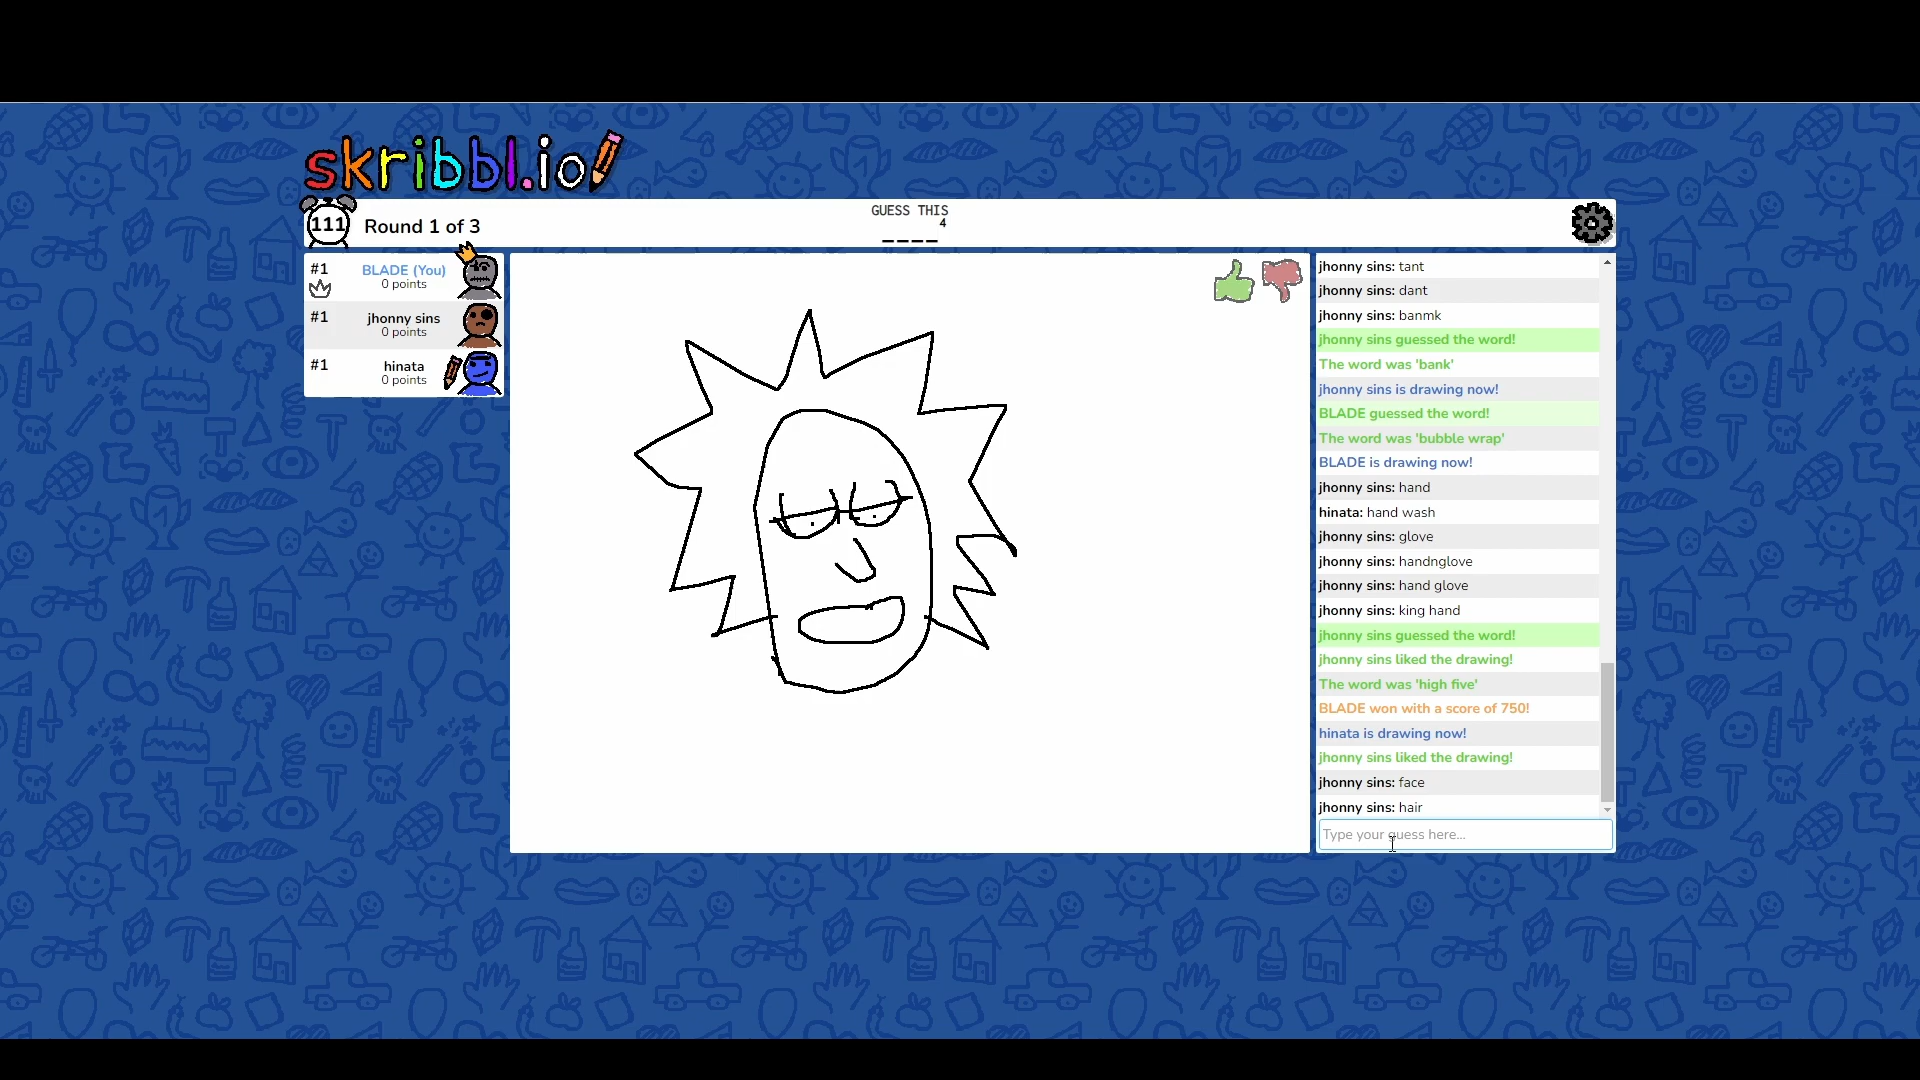 skribbl.io
111
Round 1 of 3
GUESS THIS
4
____
#1
BLADE (You)
0 points
#1
jhonny sins
0 points
#1
hinata
0 points
jhonny sins: tant
jhonny sins: dant
jhonny sins: banmk
jhonny sins guessed the word!
The word was 'bank'
jhonny sins is drawing now!
BLADE guessed the word!
The word was 'bubble wrap'
BLADE is drawing now!
jhonny sins: hand
hinata: hand wash
jhonny sins: glove
jhonny sins: handnglove
jhonny sins: hand glove
jhonny sins: king hand
jhonny sins guessed the word!
jhonny sins liked the drawing!
The word was 'high five'
BLADE won with a score of 750!
hinata is drawing now!
jhonny sins liked the drawing!
jhonny sins: face
jhonny sins: hair
Type your guess here...